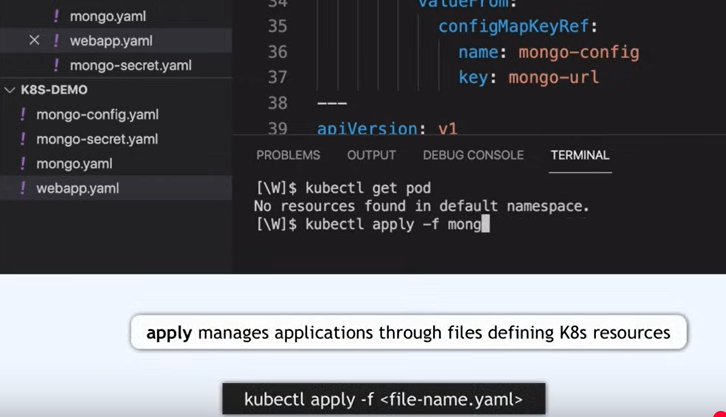 ! mongo.yaml
× ! webapp.yaml
! mongo-secret.yaml
K8S-DEMO
! mongo-config.yaml
! mongo-secret.yaml
! mongo.yaml
! webapp.yaml
34 valueFrom:
35 configMapKeyRef:
36 name: mongo-config
37 key: mongo-url
38 ---
39 apiVersion: v1
PROBLEMS OUTPUT DEBUG CONSOLE TERMINAL
[\W]$ kubectl get pod
No resources found in default namespace.
[\W]$ kubectl apply -f mong
apply manages applications through files defining K8s resources
kubectl apply -f <file-name.yaml>